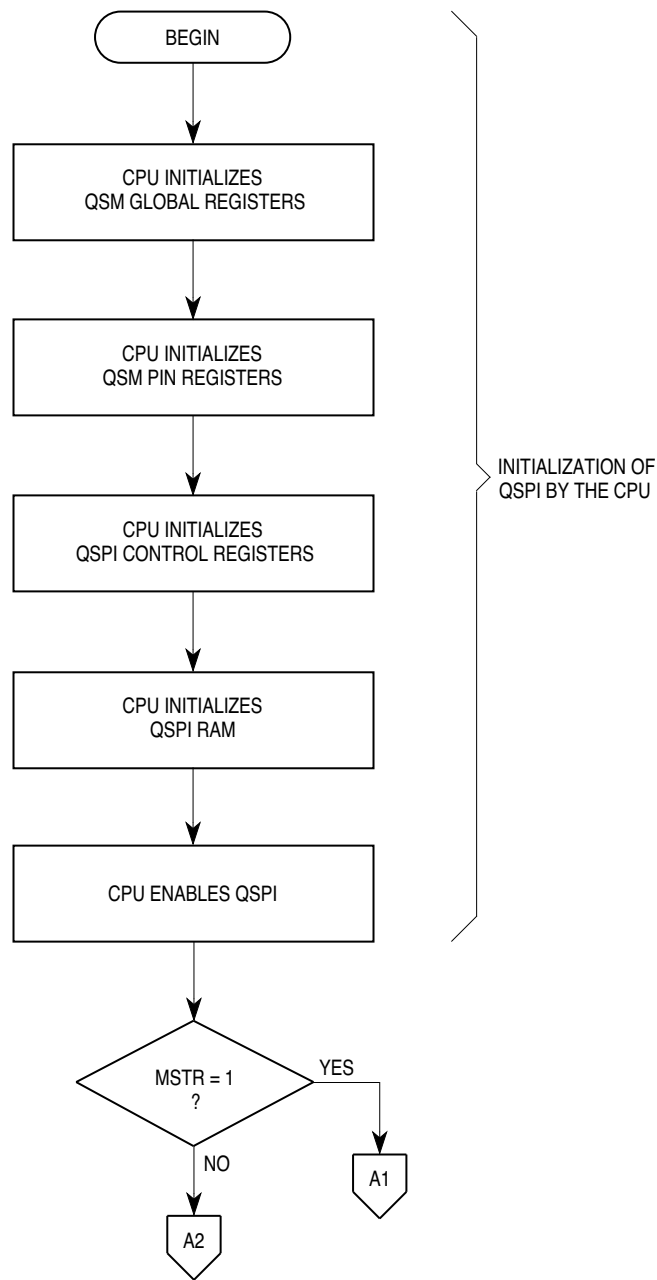 BEGIN
CPU INITIALIZES
QSM GLOBAL REGISTERS
CPU INITIALIZES
QSM PIN REGISTERS
INITIALIZATION OF
QSPI BY THE CPU
CPU INITIALIZES
QSPI CONTROL REGISTERS
CPU INITIALIZES
QSPI RAM
CPU ENABLES QSPI
MSTR = 1
?
YES
NO
A1
A2